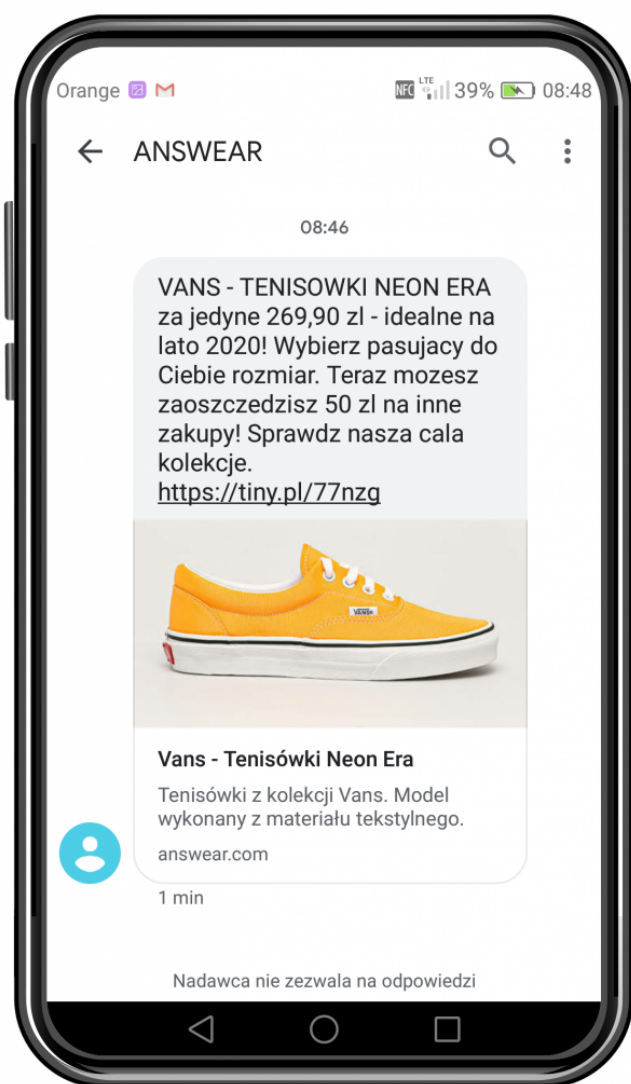 Orange NFC LTE 39% 08:48
ANSWEAR
08:46
VANS - TENISOWKI NEON ERA
za jedyne 269,90 zl - idealne na
lato 2020! Wybierz pasujacy do
Ciebie rozmiar. Teraz mozesz
zaoszczedzisz 50 zl na inne
zakupy! Sprawdz nasza cala
kolekcje.
https://tiny.pl/77nzg
VANS
Vans - Tenisówki Neon Era
Tenisówki z kolekcji Vans. Model
wykonany z materiału tekstylnego.
answear.com
1 min
Nadawca nie zezwala na odpowiedzi